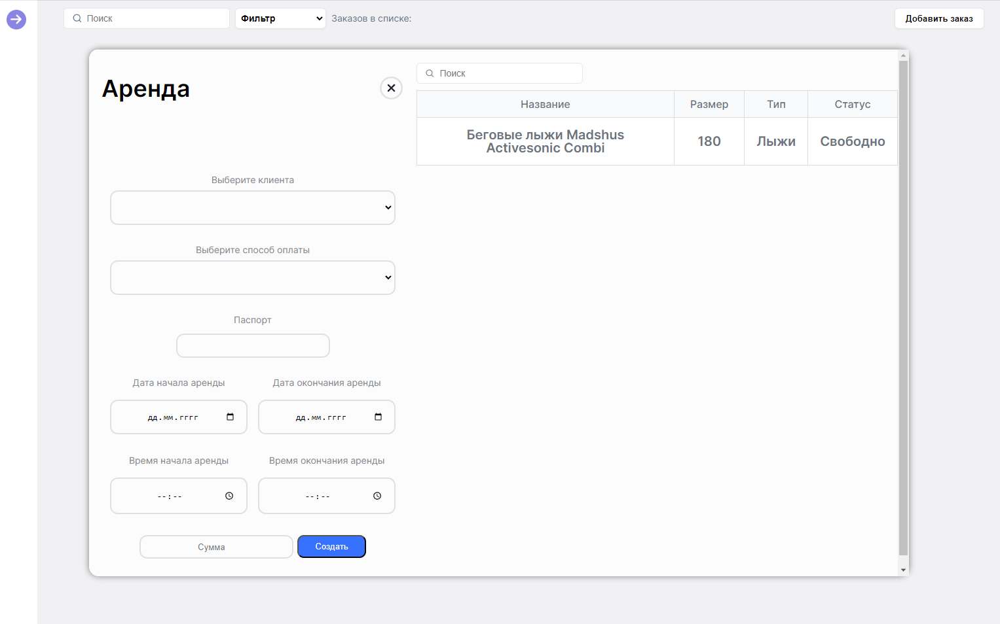 Поиск
Фильтр
Заказов в списке:
Добавить заказ
Аренда
Выберите клиента
Выберите способ оплаты
Паспорт
Дата начала аренды
Дата окончания аренды
дд.мм.гггг
дд.мм.гггг
Время начала аренды
Время окончания аренды
--:--
--:--
Сумма
Создать
Поиск
Название
Размер
Тип
Статус
Беговые лыжи Madshus
Activesonic Combi
180
Лыжи
Свободно